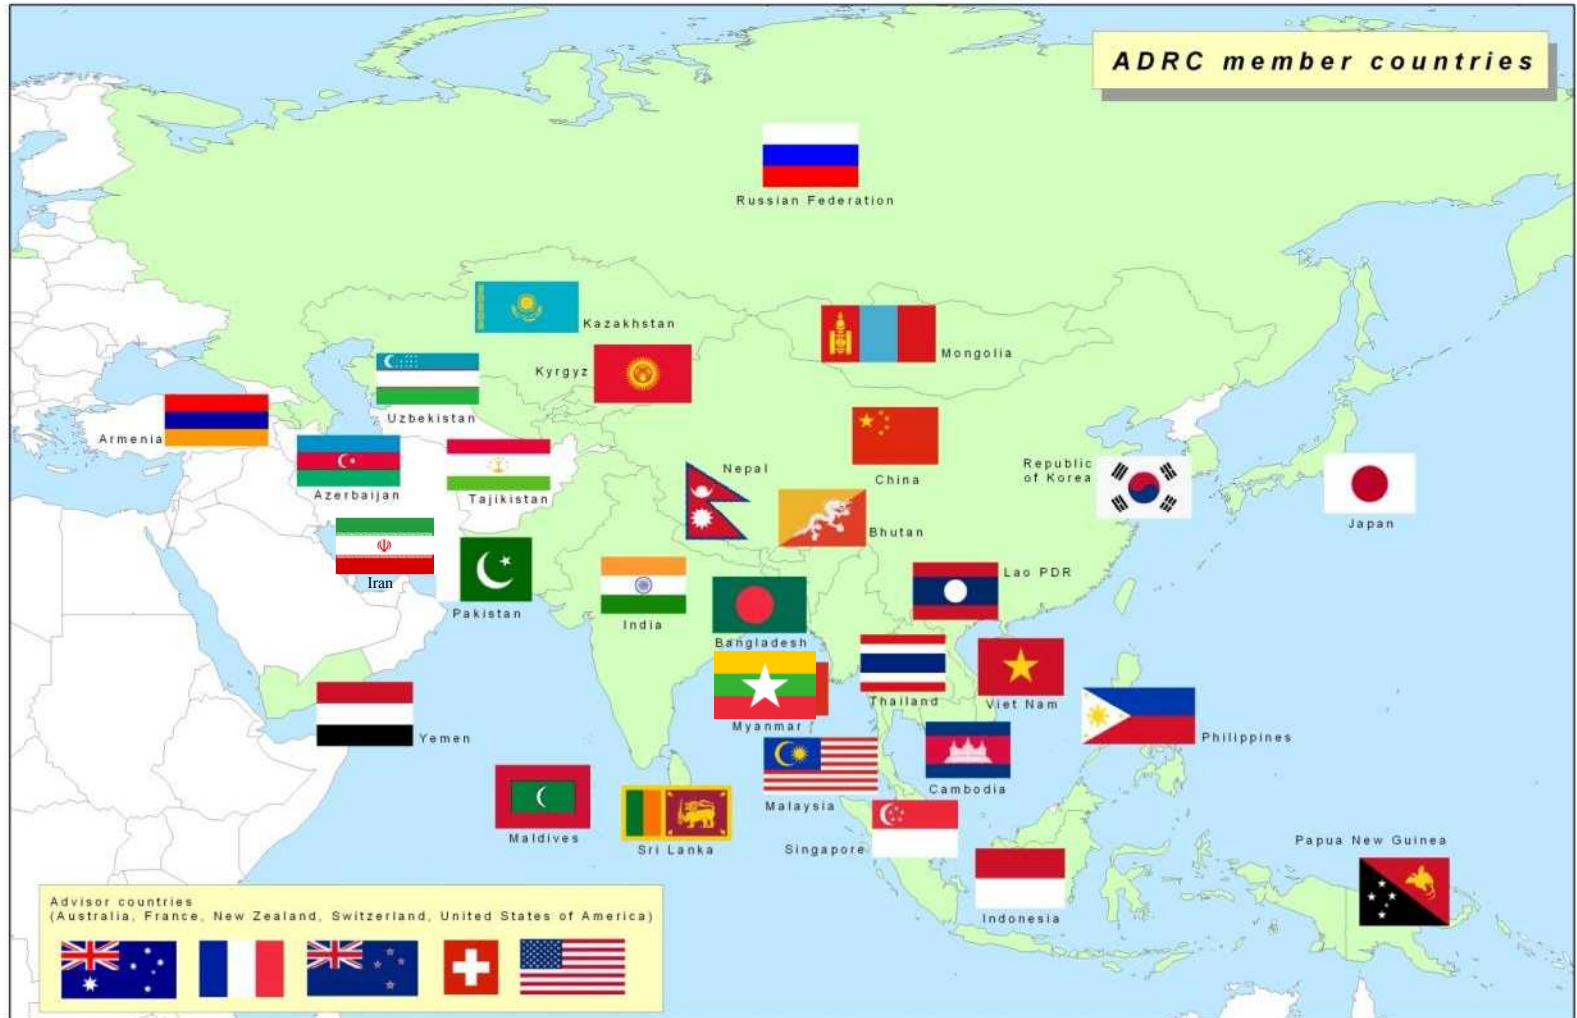 ADRC member countries
Russian Federation
Kazakhstan
Mongolia
Kyrgyz
Uzbekistan
Armenia
Nepal
China
Republic
of Korea
Azerbaijan
Tajikistan
Japan
Bhutan
Iran
Lao PDR
Pakistan
India
Bangladesh
Thailand
Viet Nam
Myanmar
Yemen
Philippines
Cambodia
Malaysia
Maldives
Sri Lanka
Singapore
Papua New Guinea
Indonesia
Advisor countries
(Australia, France, New Zealand, Switzerland, United States of America)